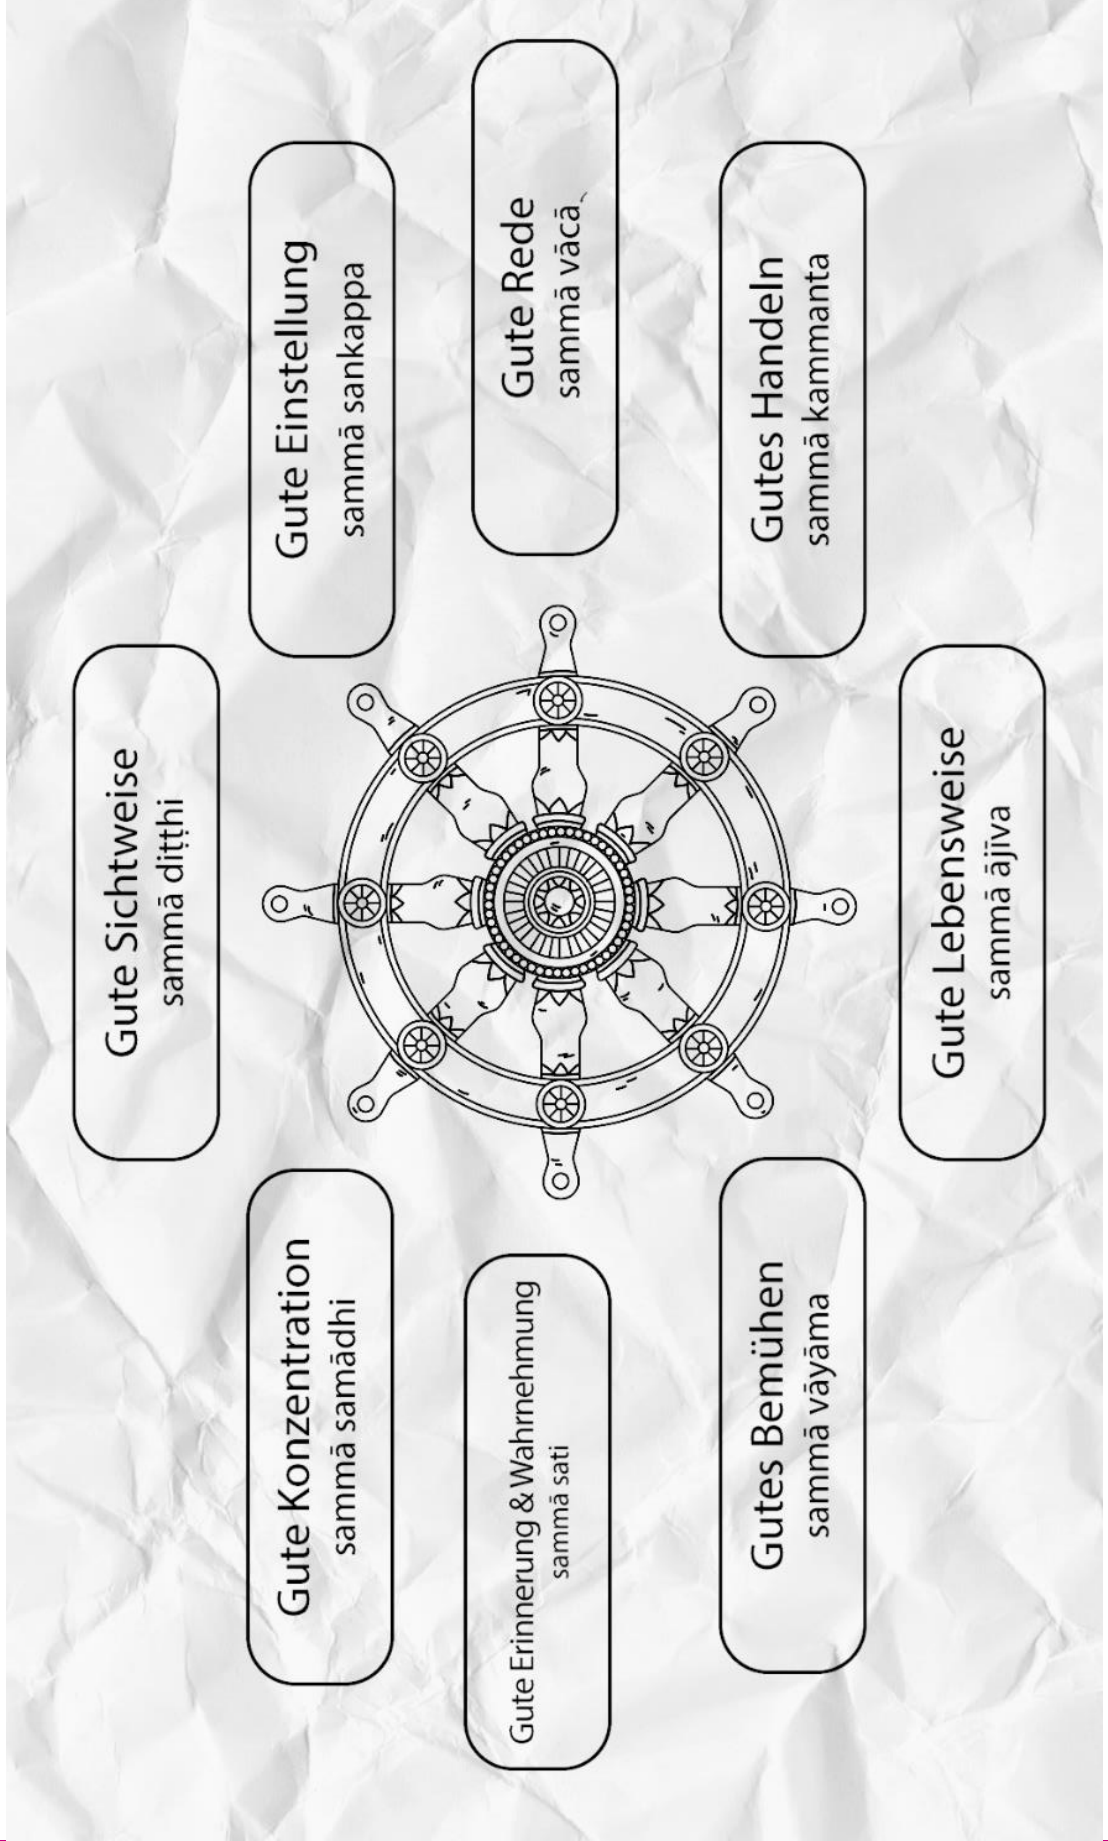 Gute Sichtweise
sammā diṭṭhi
Gute Einstellung
sammā sankappa
Gute Rede
sammā vācā
Gutes Handeln
sammā kammanta
Gute Lebensweise
sammā ājīva
Gutes Bemühen
sammā vāyāma
Gute Erinnerung & Wahrnehmung
sammā sati
Gute Konzentration
sammā samādhi